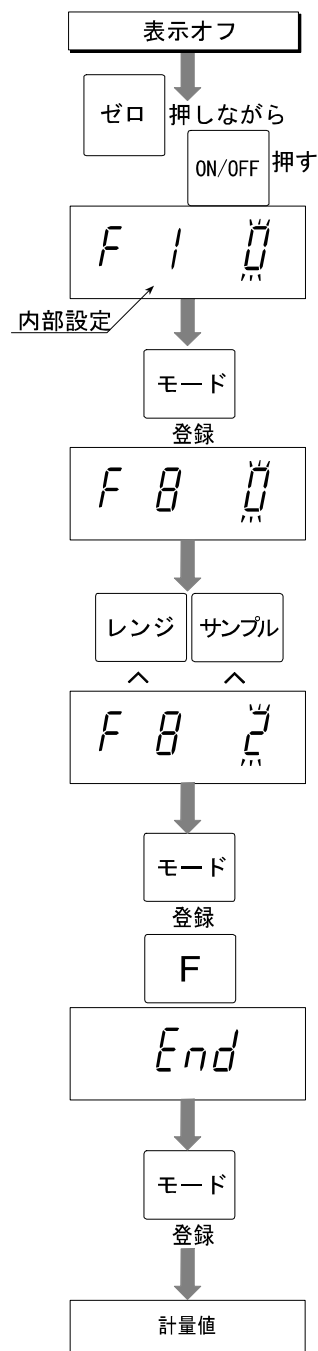 表示オフ
ゼロ 押しながら
ON/OFF 押す
F 1 0
内部設定
モード
登録
F 8 0
レンジ サンプル
^ ^
F 8 2
モード
登録
F
End
モード
登録
計量値